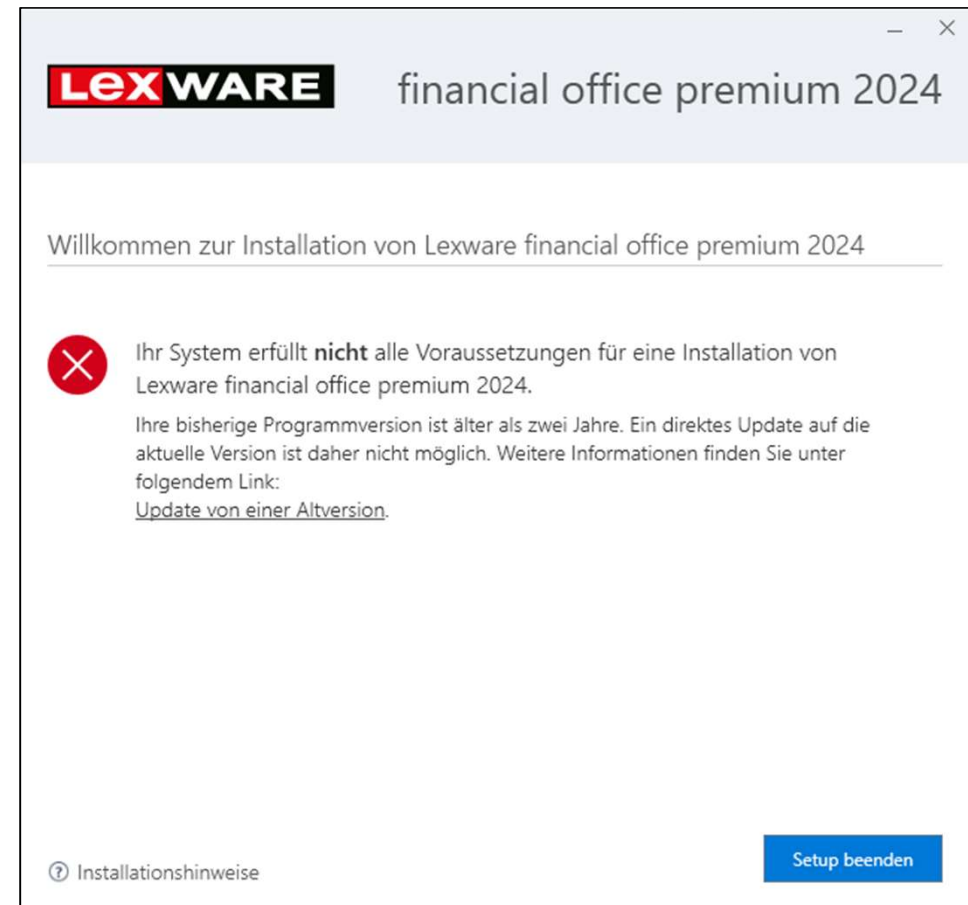 LexWARE financial office premium 2024
Willkommen zur Installation von Lexware financial office premium 2024
Ihr System erfüllt nicht alle Voraussetzungen für eine Installation von
Lexware financial office premium 2024.
Ihre bisherige Programmversion ist älter als zwei Jahre. Ein direktes Update auf die
aktuelle Version ist daher nicht möglich. Weitere Informationen finden Sie unter
folgendem Link:
Update von einer Altversion.
Installationshinweise
Setup beenden